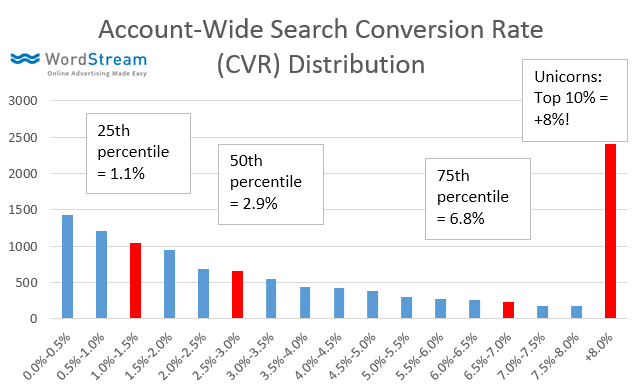 Account-Wide Search Conversion Rate
(CVR) Distribution
WordStream
Online Advertising Made Easy
Unicorns:
Top 10% =
+8%!
25th
percentile
= 1.1%
50th
percentile
= 2.9%
75th
percentile
= 6.8%
3000
2500
2000
1500
1000
500
0
0.0%-0.5%
0.5%-1.0%
1.0%-1.5%
1.5%-2.0%
2.0%-2.5%
2.5%-3.0%
3.0%-3.5%
3.5%-4.0%
4.0%-4.5%
4.5%-5.0%
5.0%-5.5%
5.5%-6.0%
6.0%-6.5%
6.5%-7.0%
7.0%-7.5%
7.5%-8.0%
+8.0%